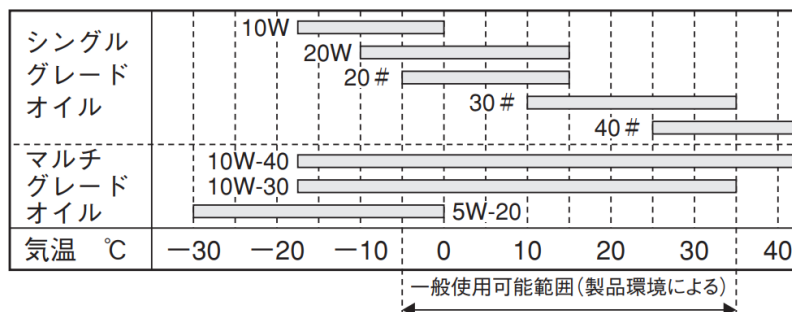 シングル
グレード
オイル
10W
20W
20#
30#
40#
マルチ
グレード
オイル
10W-40
10W-30
5W-20
気温 ℃ －30 －20 －10 0 10 20 30 40
一般使用可能範囲（製品環境による）